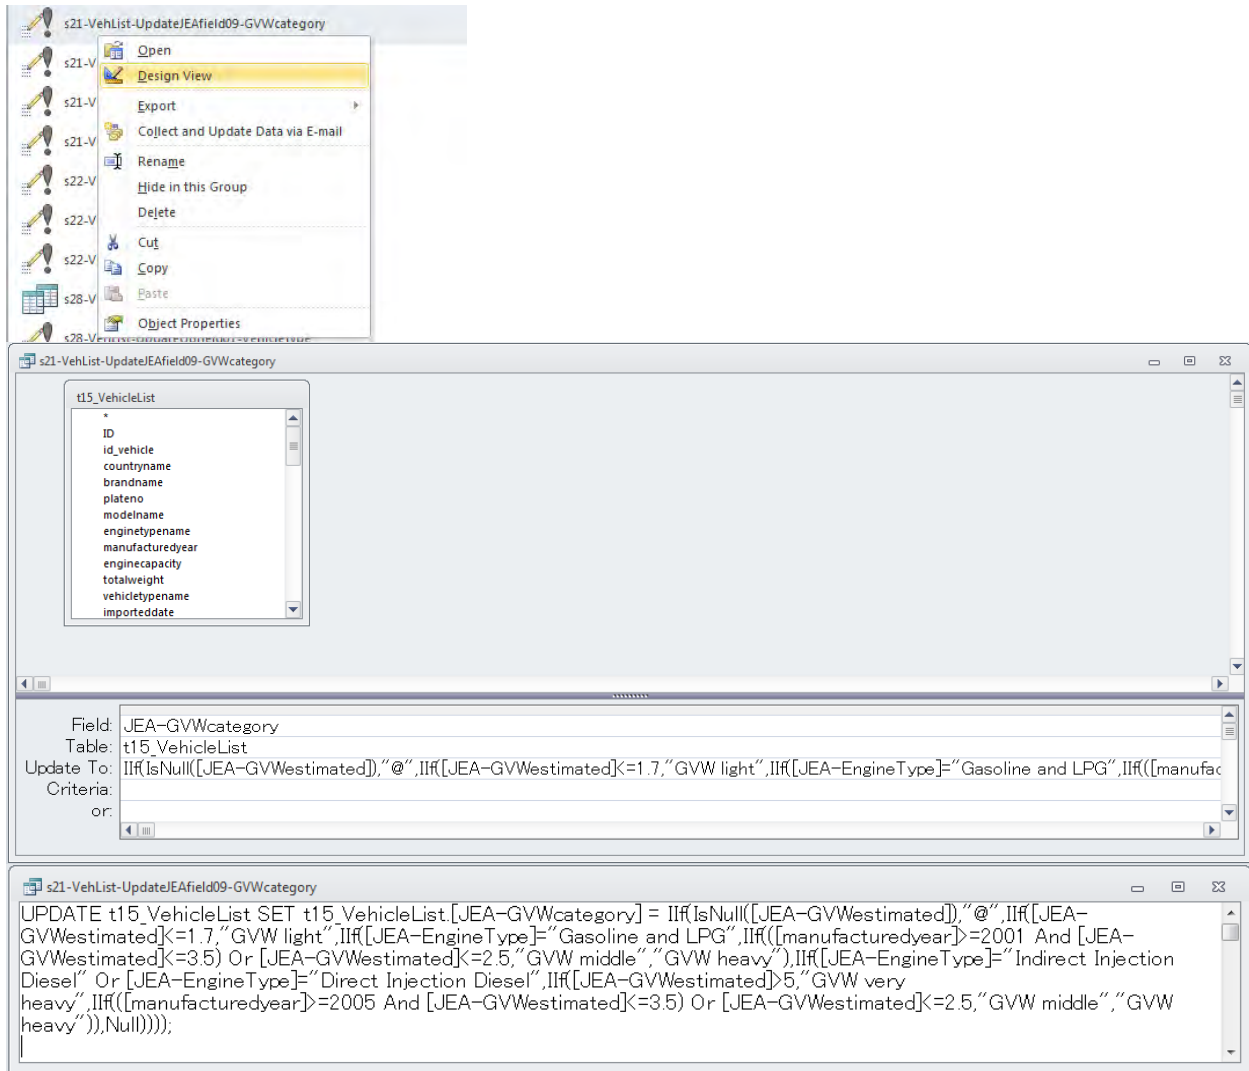 s21-VehList-UpdateJEAfield09-GVWcategory
Open
s21-V
Design View
s21-V
Export
s21-V
Collect and Update Data via E-mail
Rename
s22-V
Hide in this Group
s22-V
Delete
Cut
s22-V
Copy
s28-V
Paste
Object Properties
s21-VehList-UpdateJEAfield09-GVWcategory
t15_VehicleList
*
ID
id_vehicle
countryname
brandname
plateno
modelname
enginetypename
manufacturedyear
enginecapacity
totalweight
vehicletypename
importeddate
Field: JEA-GVWcategory
Table: t15_VehicleList
Update To: IIf(IsNull([JEA-GVWestimated]),"@",IIf([JEA-GVWestimated]<=1.7,"GVW light",IIf([JEA-EngineType]="Gasoline and LPG",IIf(([manufac
Criteria:
or:
s21-VehList-UpdateJEAfield09-GVWcategory
UPDATE t15_VehicleList SET t15_VehicleList.[JEA-GVWcategory] = IIf(IsNull([JEA-GVWestimated]),"@",IIf([JEA-
GVWestimated]<=1.7,"GVW light",IIf([JEA-EngineType]="Gasoline and LPG",IIf(([manufacturedyear]>=2001 And [JEA-
GVWestimated]<=3.5) Or [JEA-GVWestimated]<=2.5,"GVW middle","GVW heavy"),IIf([JEA-EngineType]="Indirect Injection
Diesel" Or [JEA-EngineType]="Direct Injection Diesel",IIf([JEA-GVWestimated]>5,"GVW very
heavy",IIf(([manufacturedyear]>=2005 And [JEA-GVWestimated]<=3.5) Or [JEA-GVWestimated]<=2.5,"GVW middle","GVW
heavy")),Null))));